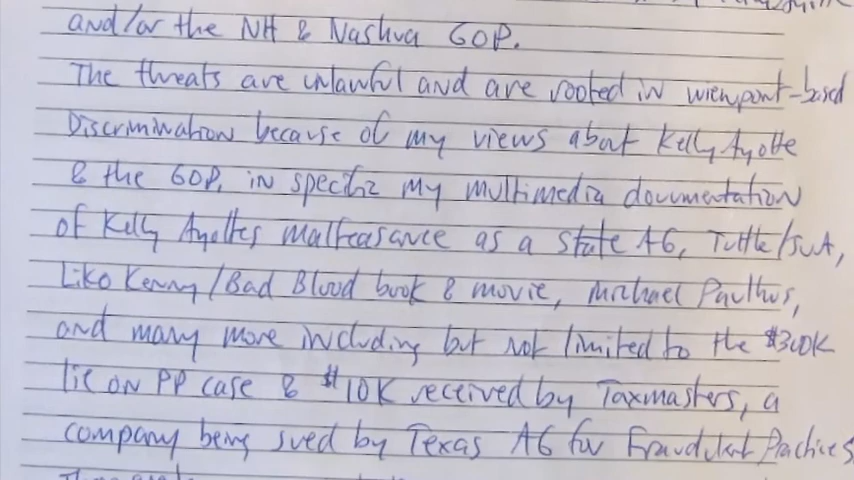 and/or the NH & Nashua GOP.
The threats are unlawful and are rooted in viewpont-based
Discrimination because of my views about Kelly Ayotte
& the GOP, in specific my multimedia documentation
of Kelly Ayottes malfeasance as a State AG, Tuttle/SUA,
Liko Kenny/Bad Blood book & movie, Michael Paulhus,
and many more including but not limited to the $300K
lie on PP case & $10K received by Taxmasters, a
company being sued by Texas AG for Fraudulent Practices